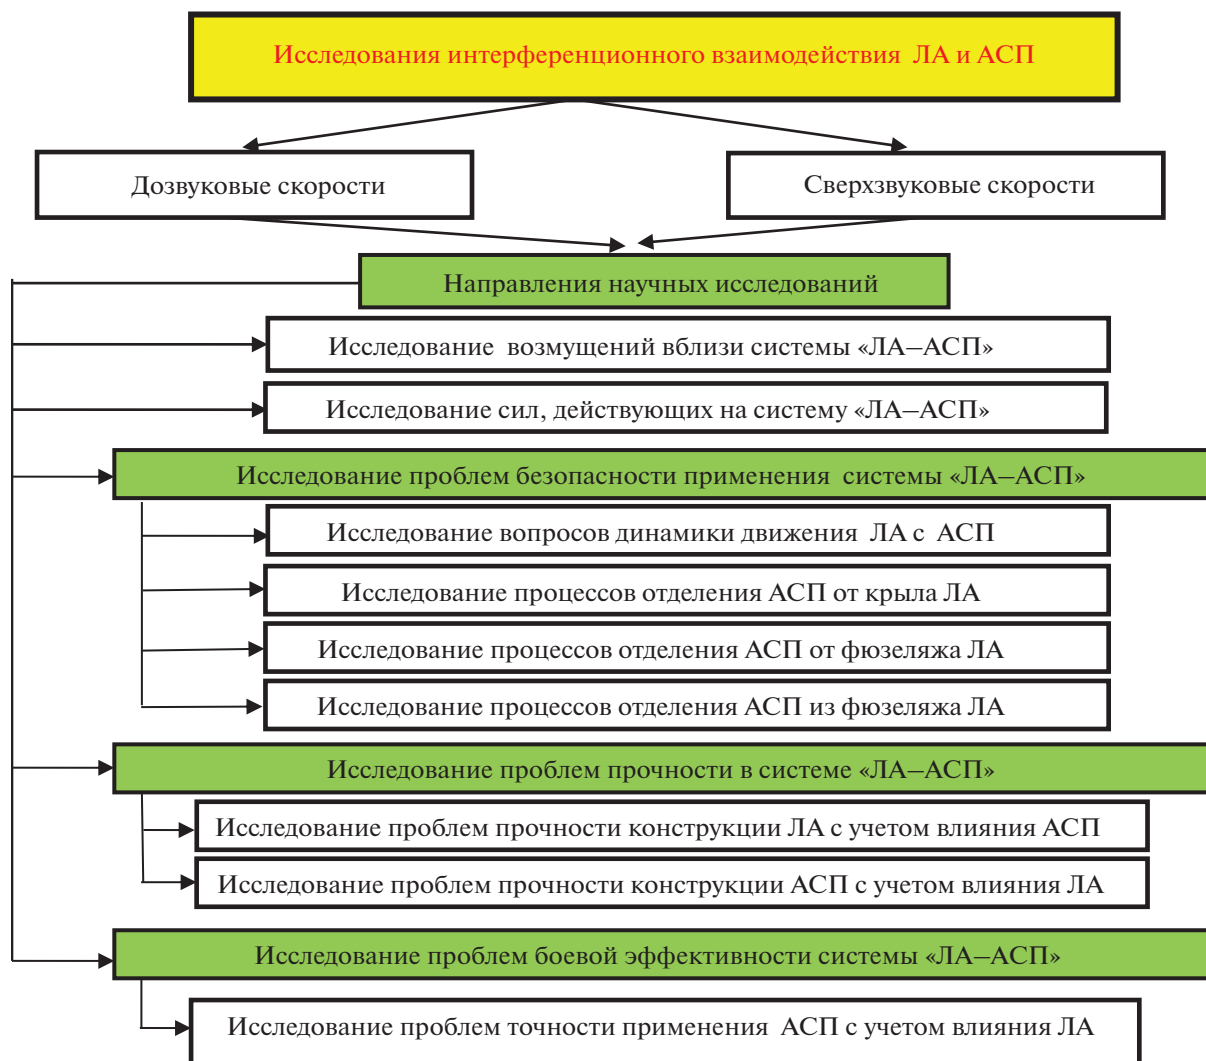 Исследования интерференционного взаимодействия ЛА и АСП
Дозвуковые скорости
Сверхзвуковые скорости
Направления научных исследований
Исследование возмущений вблизи системы «ЛА–АСП»
Исследование сил, действующих на систему «ЛА–АСП»
Исследование проблем безопасности применения системы «ЛА–АСП»
Исследование вопросов динамики движения ЛА с АСП
Исследование процессов отделения АСП от крыла ЛА
Исследование процессов отделения АСП от фюзеляжа ЛА
Исследование процессов отделения АСП из фюзеляжа ЛА
Исследование проблем прочности в системе «ЛА–АСП»
Исследование проблем прочности конструкции ЛА с учетом влияния АСП
Исследование проблем прочности конструкции АСП с учетом влияния ЛА
Исследование проблем боевой эффективности системы «ЛА–АСП»
Исследование проблем точности применения АСП с учетом влияния ЛА